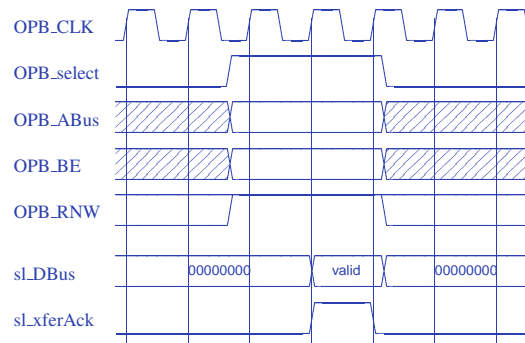 OPB_CLK
OPB_select
OPB_ABus
OPB_BE
OPB_RNW
sl_DBus 00000000 valid 00000000
sl_xferAck